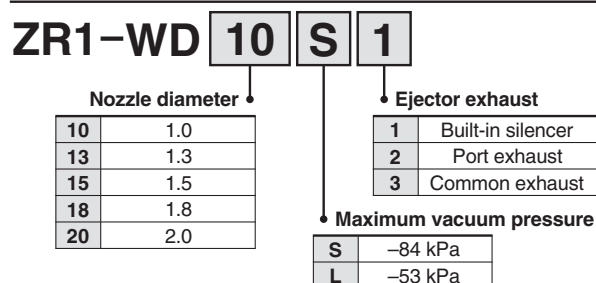 ZR1-WD 10 S 1
Nozzle diameter
10 1.0
13 1.3
15 1.5
18 1.8
20 2.0
Ejector exhaust
1 Built-in silencer
2 Port exhaust
3 Common exhaust
Maximum vacuum pressure
S –84 kPa
L –53 kPa